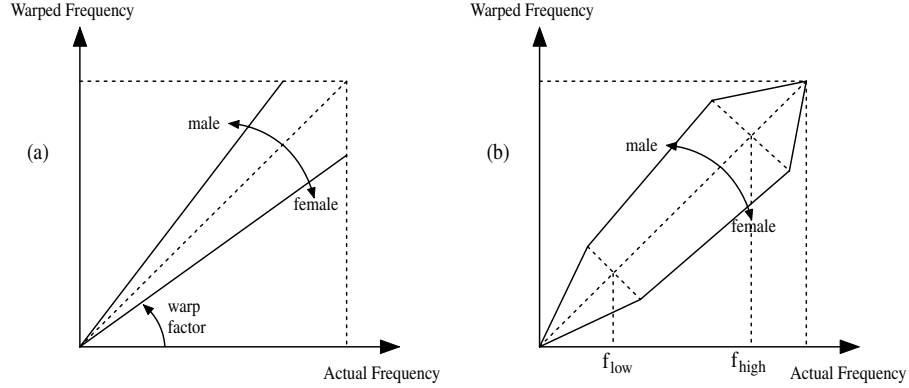 Warped Frequency
(a)
male
female
warp
factor
Actual Frequency
Warped Frequency
(b)
male
female
f_low
f_high
Actual Frequency